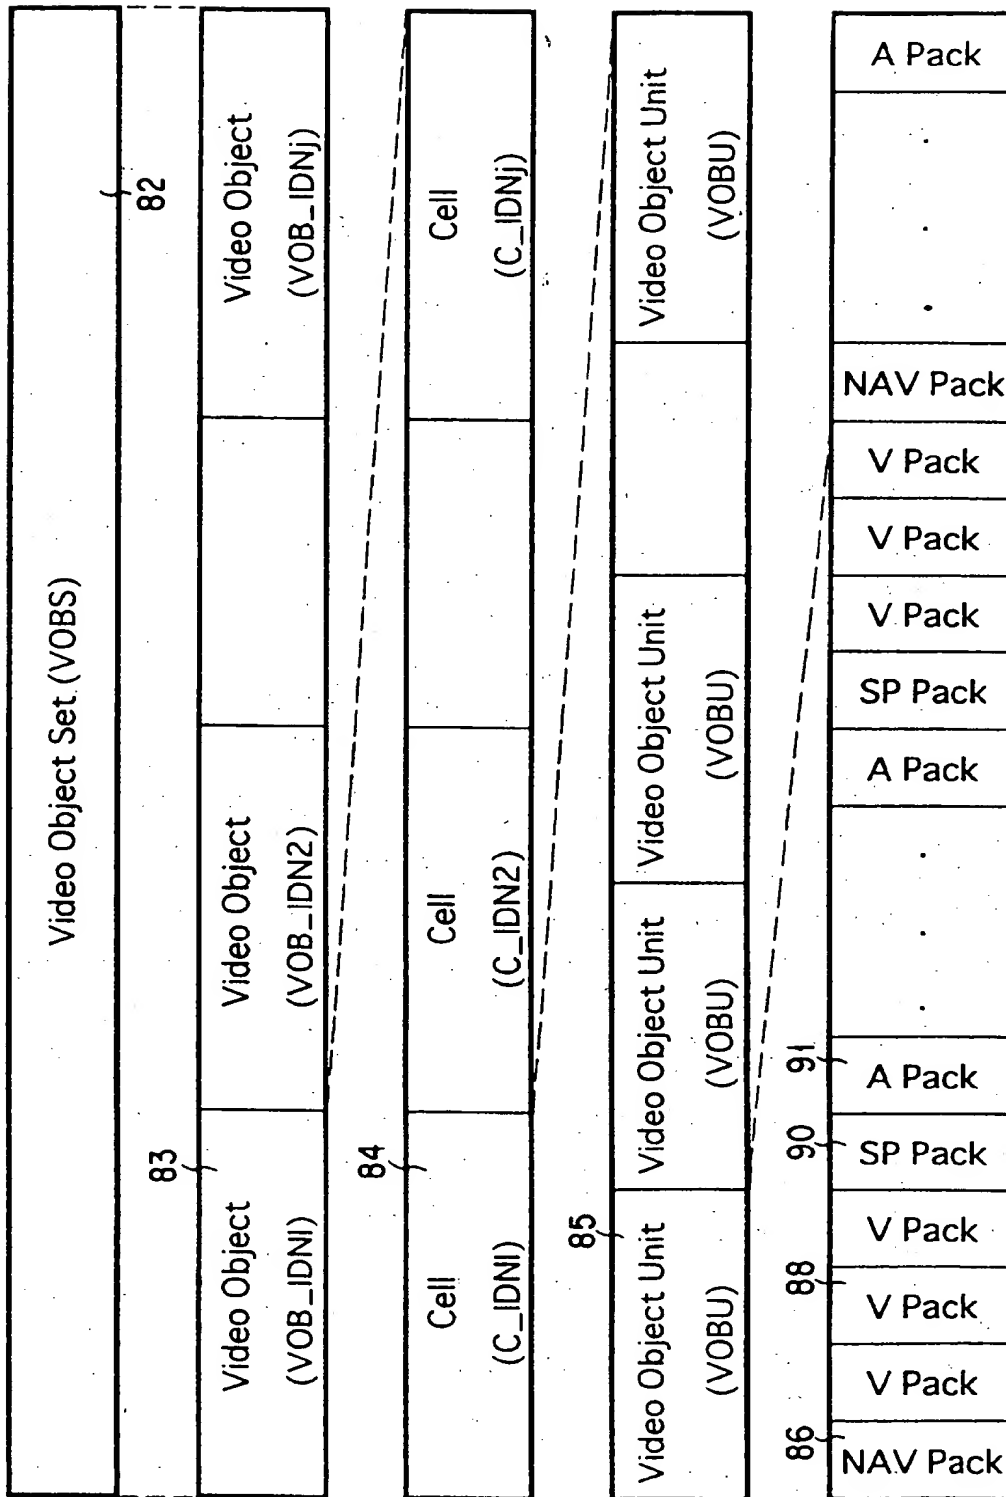 Video Object Set (VOBS)
82
83
Video Object
(VOB_IDN1)
Video Object
(VOB_IDN2)
Video Object
(VOB_IDNj)
84
Cell
(C_IDN1)
Cell
(C_IDN2)
Cell
(C_IDNj)
85
Video Object Unit
(VOBU)
Video Object Unit
(VOBU)
Video Object Unit
(VOBU)
Video Object Unit
(VOBU)
86
88
90
91
NAV Pack
V Pack
V Pack
V Pack
SP Pack
A Pack
. .
A Pack
SP Pack
V Pack
V Pack
V Pack
NAV Pack
. . .
A Pack